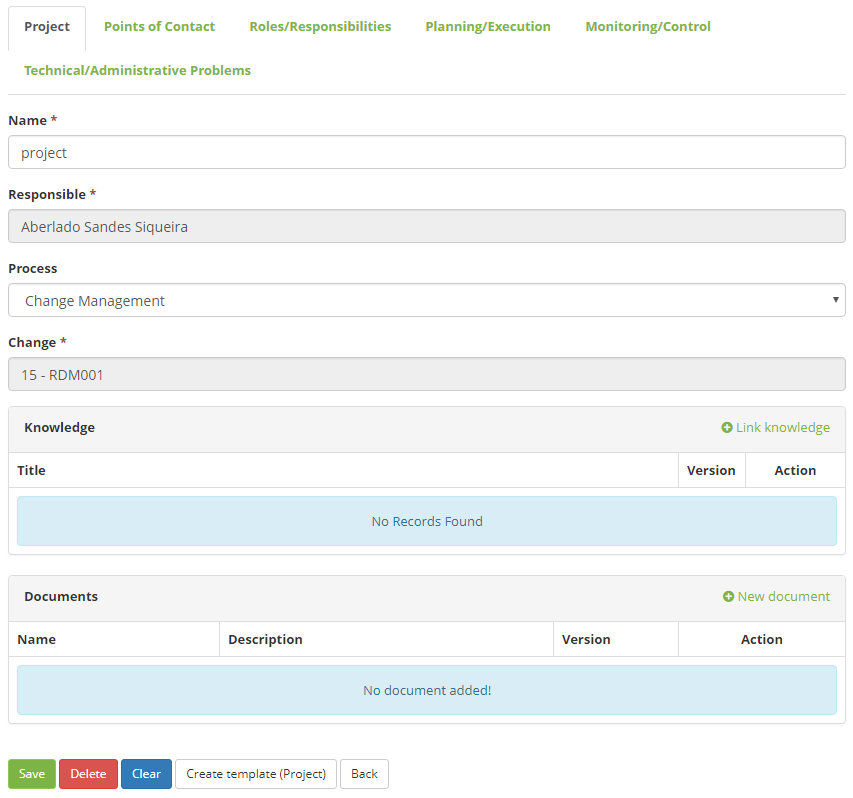 Project Points of Contact Roles/Responsibilities Planning/Execution Monitoring/Control
Technical/Administrative Problems
Name *
project
Responsible *
Aberlado Sandes Siqueira
Process
Change Management
Change *
15 - RDM001
Knowledge Link knowledge
Title Version Action
No Records Found
Documents New document
Name Description Version Action
No document added!
Save Delete Clear Create template (Project) Back